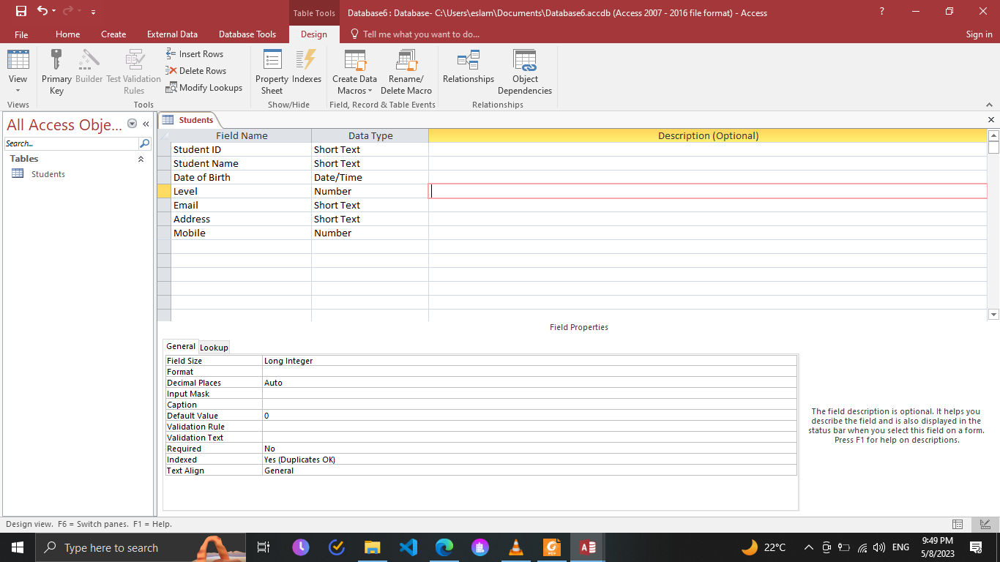 Table Tools
Database6 : Database- C:\Users\eslam\Documents\Database6.accdb (Access 2007 - 2016 file format) - Access
?
File
Home
Create
External Data
Database Tools
Design
Tell me what you want to do...
Sign in
View
Primary Key
Builder
Test Validation Rules
Insert Rows
Delete Rows
Modify Lookups
Property Sheet
Indexes
Create Data Macros
Rename/ Delete Macro
Relationships
Object Dependencies
Views
Tools
Show/Hide
Field, Record & Table Events
Relationships
All Access Obje...
Search...
Tables
Students
Students
Field Name Data Type Description (Optional)
Student ID Short Text
Student Name Short Text
Date of Birth Date/Time
Level Number
Email Short Text
Address Short Text
Mobile Number
Field Properties
General Lookup
Field Size Long Integer
Format
Decimal Places Auto
Input Mask
Caption
Default Value 0
Validation Rule
Validation Text
Required No
Indexed Yes (Duplicates OK)
Text Align General
The field description is optional. It helps you
describe the field and is also displayed in the
status bar when you select this field on a form.
Press F1 for help on descriptions.
Design view. F6 = Switch panes. F1 = Help.
Type here to search
PDF
22°C
ENG
9:49 PM
5/8/2023